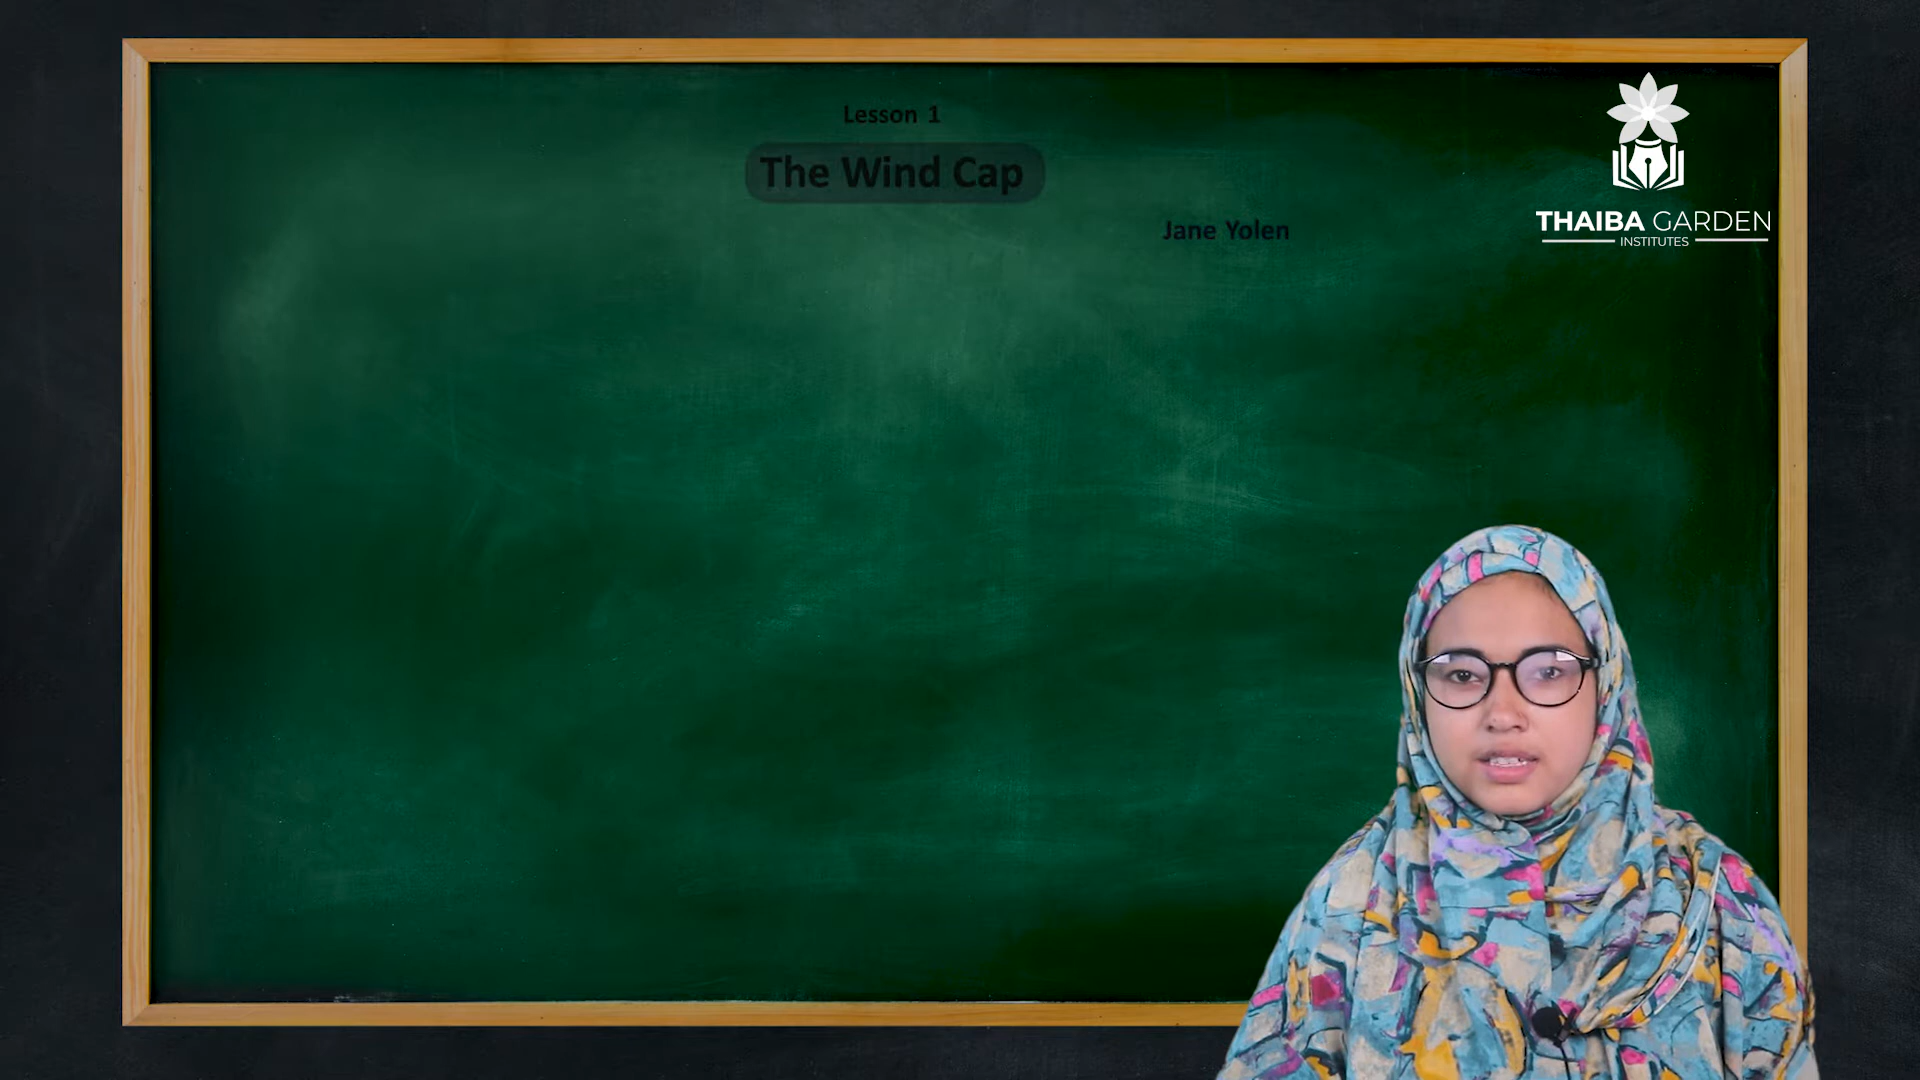 Lesson 1
The Wind Cap
Jane Yolen
THAIBA GARDEN
INSTITUTES